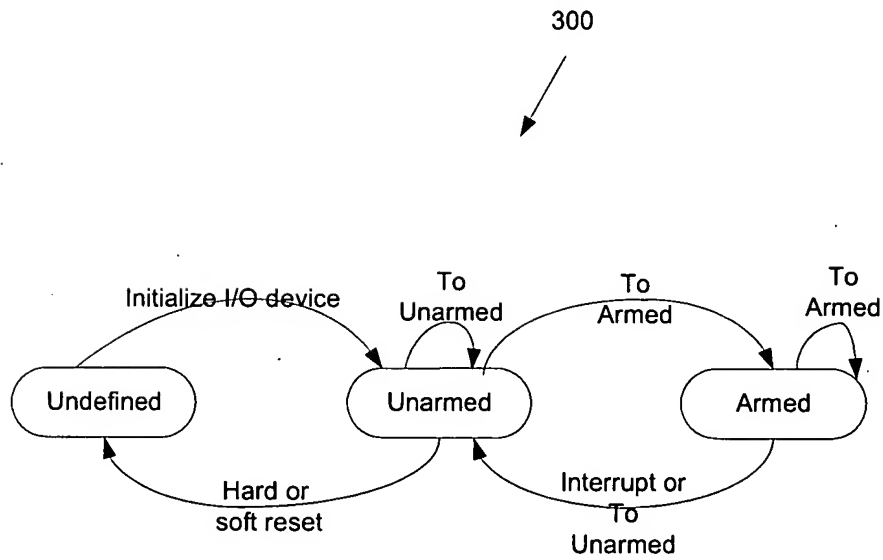 300
Initialize I/O device
To
Unarmed
To
Armed
To
Armed
Undefined
Unarmed
Armed
Hard or
soft reset
Interrupt or
To
Unarmed